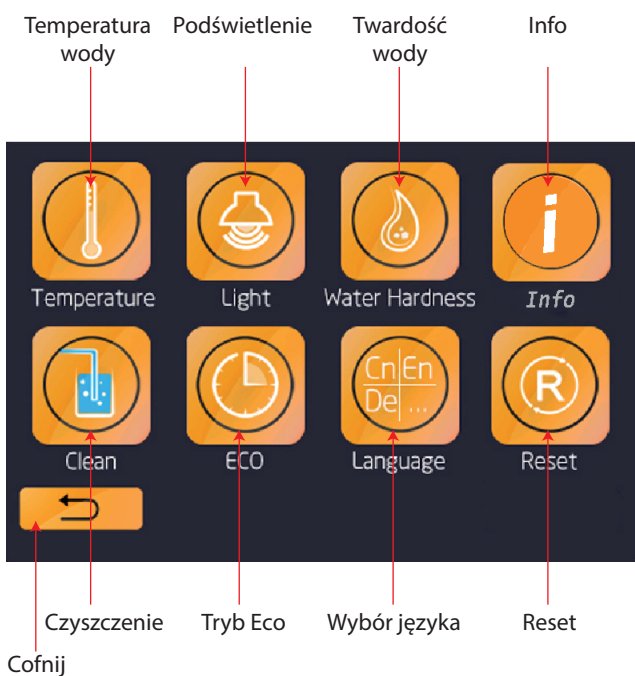 Temperatura wody
Podświetlenie
Twardość wody
Info
Temperature
Light
Water Hardness
Info
i
Cn En
De ...
R
Clean
ECO
Language
Reset
Czyszczenie
Tryb Eco
Wybór języka
Reset
Cofnij